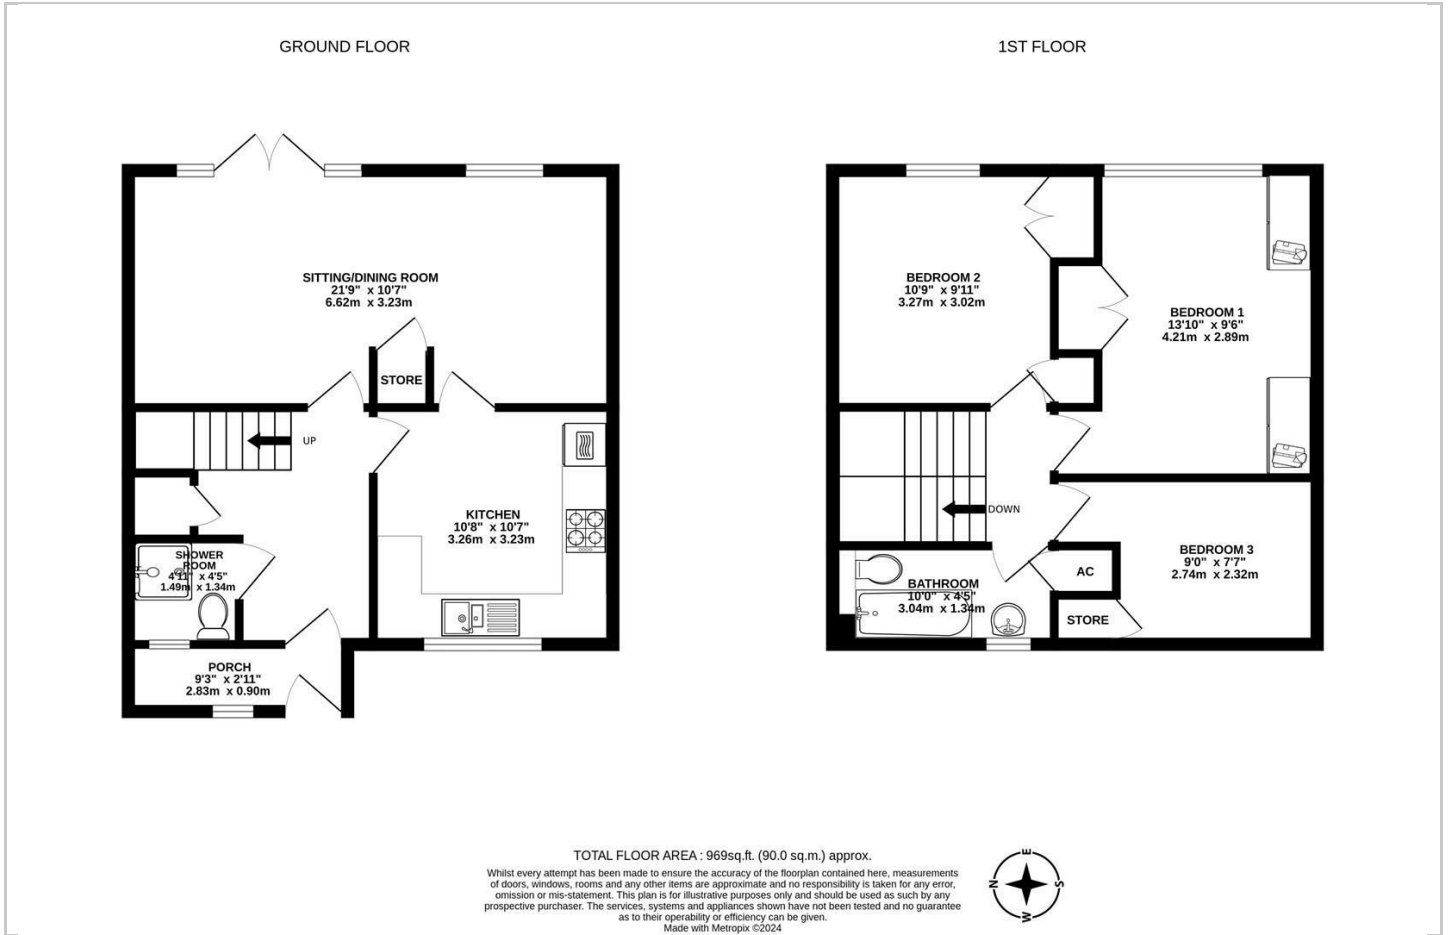 GROUND FLOOR
SITTING/DINING ROOM
21'9" x 10'7"
6.62m x 3.23m
STORE
UP
KITCHEN
10'8" x 10'7"
3.26m x 3.23m
SHOWER
ROOM
4'11" x 4'5"
1.49m x 1.34m
PORCH
9'3" x 2'11"
2.83m x 0.90m
1ST FLOOR
BEDROOM 2
10'9" x 9'11"
3.27m x 3.02m
BEDROOM 1
13'10" x 9'6"
4.21m x 2.89m
DOWN
BEDROOM 3
9'0" x 7'7"
2.74m x 2.32m
BATHROOM
10'0" x 4'5"
3.04m x 1.34m
AC
STORE
TOTAL FLOOR AREA : 969sq.ft. (90.0 sq.m.) approx.
Whilst every attempt has been made to ensure the accuracy of the floorplan contained here, measurements
of doors, windows, rooms and any other items are approximate and no responsibility is taken for any error,
omission or mis-statement. This plan is for illustrative purposes only and should be used as such by any
prospective purchaser. The services, systems and appliances shown have not been tested and no guarantee
as to their operability or efficiency can be given.
Made with Metropix ©2024
E
N
S
W